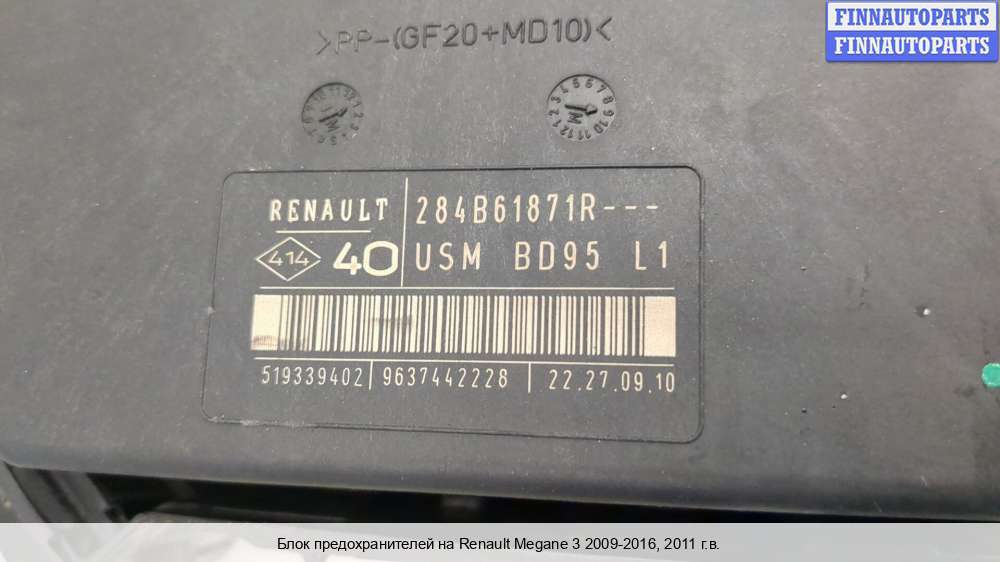 FINNAUTOPARTS
FINNAUTOPARTS
>PP-(GF20+MD10)<
RENAULT
284B61871R---
414
40
USM BD95 L1
519339402
9637442228
22.27.09.10
Блок предохранителей на Renault Megane 3 2009-2016, 2011 г.в.